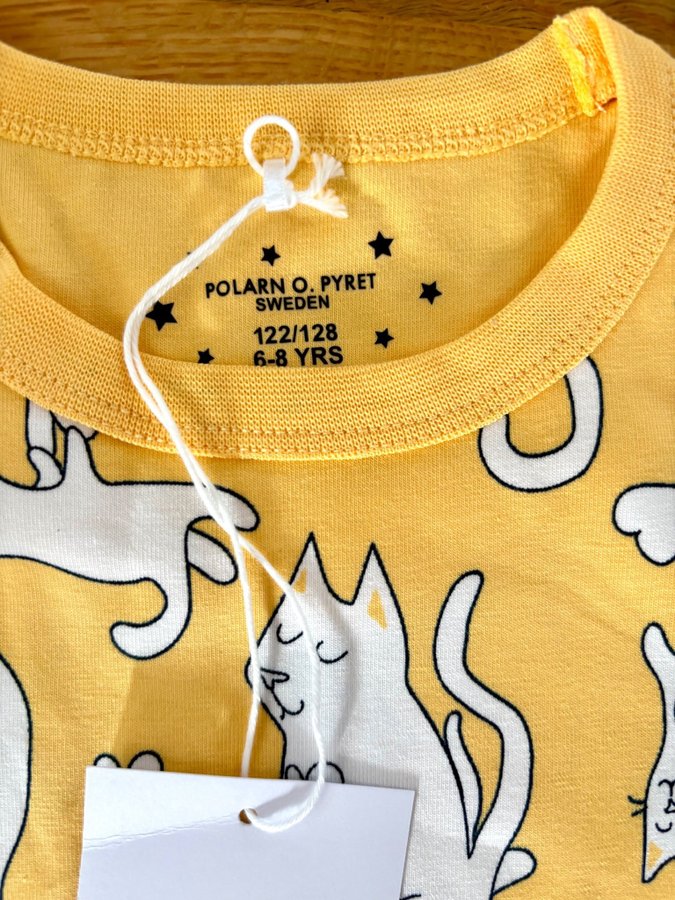 POLARN O. PYRET
SWEDEN
122/128
6-8 YRS